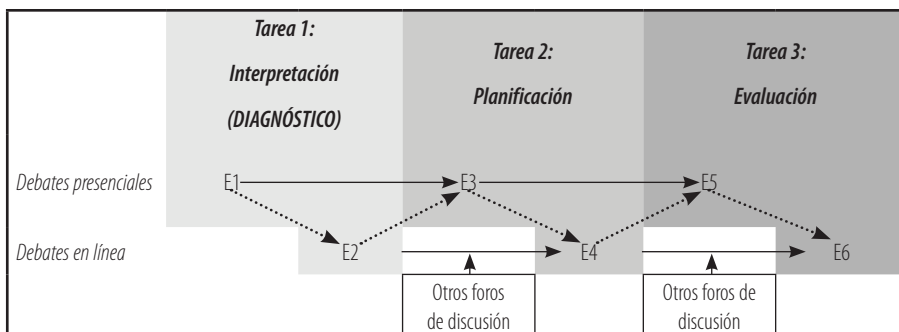 Tarea 1:
Interpretación
(DIAGNÓSTICO)
Tarea 2:
Planificación
Tarea 3:
Evaluación
Debates presenciales
E1
E3
E5
Debates en línea
E2
E4
E6
Otros foros
de discusión
Otros foros de
discusión